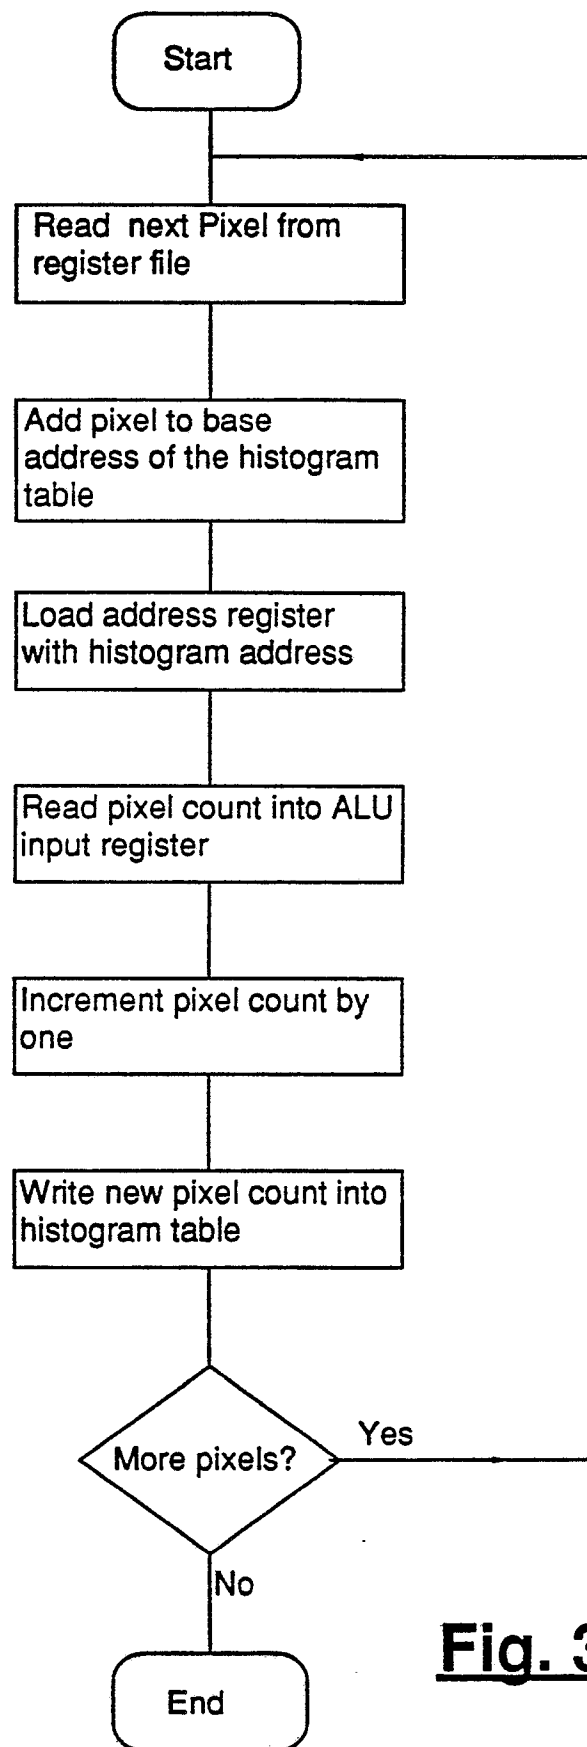 Start
Read next Pixel from
register file
Add pixel to base
address of the histogram
table
Load address register
with histogram address
Read pixel count into ALU
input register
Increment pixel count by
one
Write new pixel count into
histogram table
More pixels?
Yes
No
Fig. 3
End